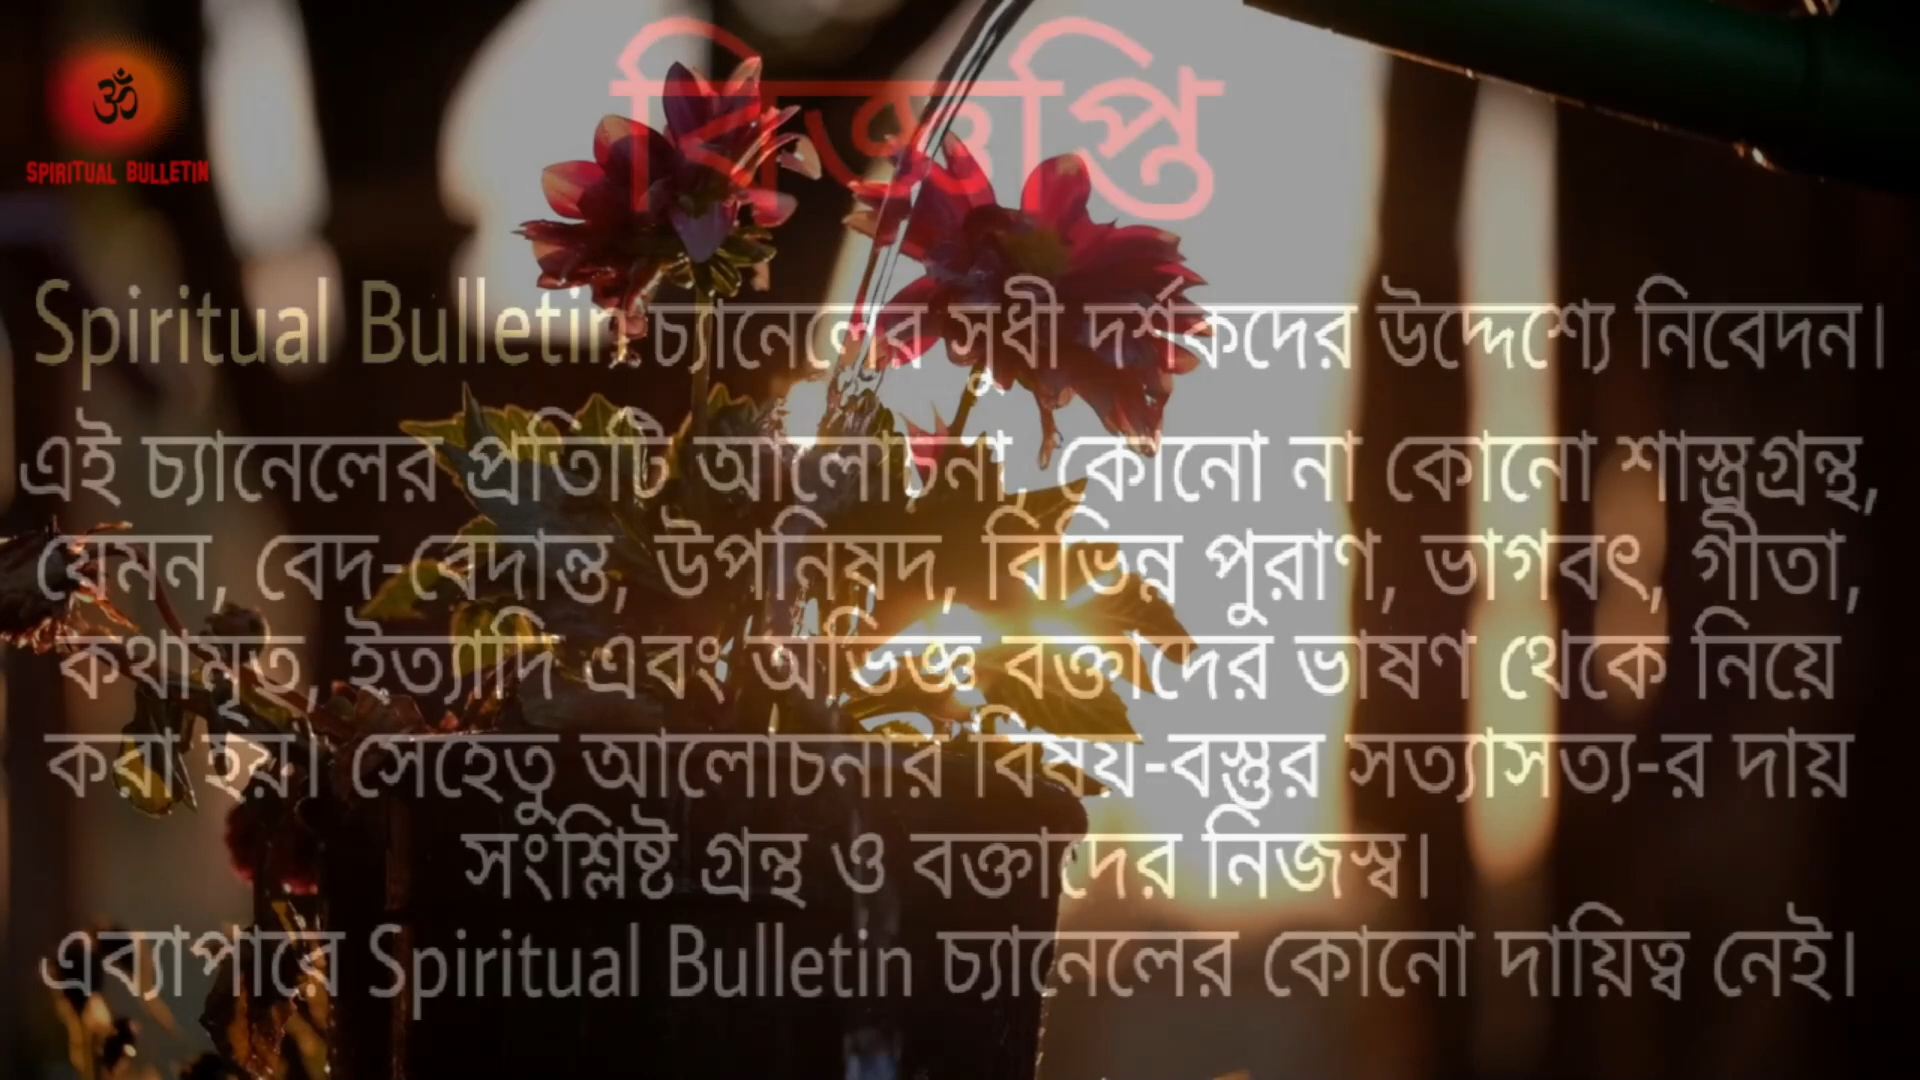 ॐ
SPIRITUAL BULLETIN
বিজ্ঞপ্তি
Spiritual Bulletin চ্যানেলের সুধী দর্শকদের উদ্দেশ্যে নিবেদন।
এই চ্যানেলের প্রতিটি আলোচনা, কোনো না কোনো শাস্ত্রগ্রন্থ,
যেমন, বেদ-বেদান্ত, উপনিষদ, বিভিন্ন পুরাণ, ভাগবৎ, গীতা,
কথামৃত, ইত্যাদি এবং অভিজ্ঞ বক্তাদের ভাষণ থেকে নিয়ে
করা হয়। সেহেতু আলোচনার বিষয়-বস্তুর সত্যাসত্য-র দায়
সংশ্লিষ্ট গ্রন্থ ও বক্তাদের নিজস্ব।
এব্যাপারে Spiritual Bulletin চ্যানেলের কোনো দায়িত্ব নেই।